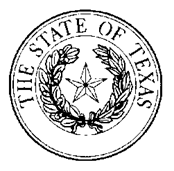 THE STATE OF TEXAS